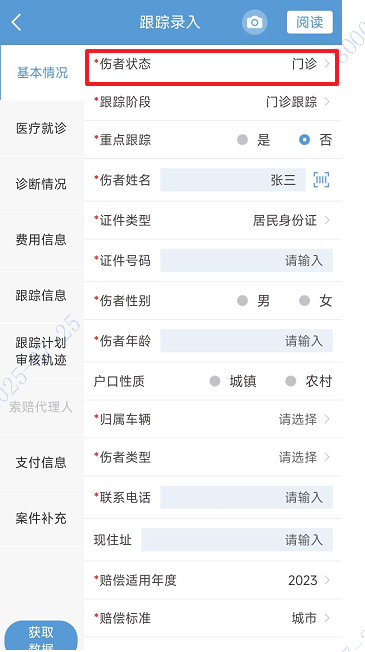 跟踪录入
阅读
基本情况
医疗就诊
诊断情况
费用信息
跟踪信息
跟踪计划
审核轨迹
索赔代理人
支付信息
案件补充
获取
数据
*伤者状态 门诊
*跟踪阶段 门诊跟踪
*重点跟踪 是 否
*伤者姓名 张三
*证件类型 居民身份证
*证件号码 请输入
*伤者性别 男 女
*伤者年龄 请输入
户口性质 城镇 农村
*归属车辆 请选择
*伤者类型 请选择
*联系电话 请输入
现住址 请输入
*赔偿适用年度 2023
*赔偿标准 城市